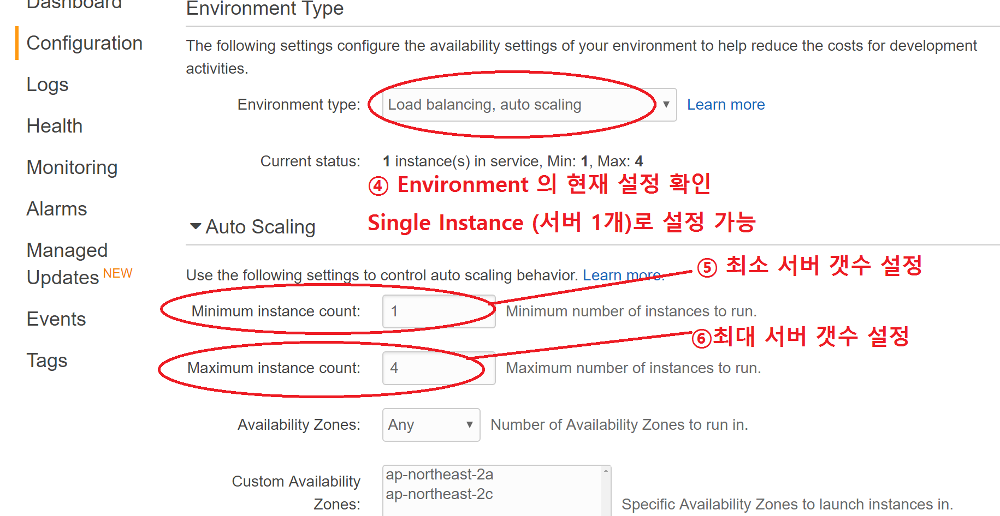 Dashboard
Configuration
Logs
Health
Monitoring
Alarms
Managed
Updates NEW
Events
Tags
Environment Type
The following settings configure the availability settings of your environment to help reduce the costs for development
activities.
Environment type: Load balancing, auto scaling ▼ Learn more
Current status: 1 instance(s) in service, Min: 1, Max: 4
④ Environment 의 현재 설정 확인
Single Instance (서버 1개)로 설정 가능
Auto Scaling
Use the following settings to control auto scaling behavior. Learn more.
⑤ 최소 서버 갯수 설정
Minimum instance count: 1 Minimum number of instances to run.
⑥최대 서버 갯수 설정
Maximum instance count: 4 Maximum number of instances to run.
Availability Zones: Any ▼ Number of Availability Zones to run in.
Custom Availability
Zones:
ap-northeast-2a
ap-northeast-2c
Specific Availability Zones to launch instances in.